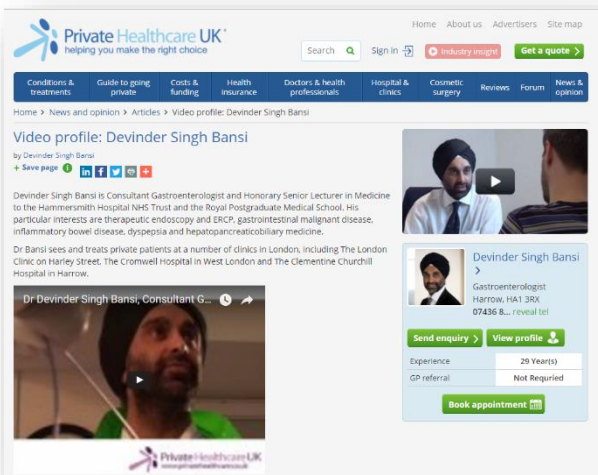 Private Healthcare UK
helping you make the right choice
Home About us Advertisers Site map
Search
Sign in
Industry insight
Get a quote >
Conditions & treatments
Guide to going private
Costs & funding
Health insurance
Doctors & health professionals
Hospital & clinics
Cosmetic surgery
Reviews
Forum
News & opinion
Home > News and opinion > Articles > Video profile: Devinder Singh Bansi
Video profile: Devinder Singh Bansi
by Devinder Singh Bansi
+ Save page
Devinder Singh Bansi is Consultant Gastroenterologist and Honorary Senior Lecturer in Medicine
to the Hammersmith Hospital NHS Trust and the Royal Postgraduate Medical School. His
particular interests are therapeutic endoscopy and ERCP, gastrointestinal malignant disease,
inflammatory bowel disease, dyspepsia and hepatopancreaticobiliary medicine.
Dr Bansi sees and treats private patients at a number of clinics in London, including The London
Clinic on Harley Street, The Cromwell Hospital in West London and The Clementine Churchill
Hospital in Harrow.
Dr Devinder Singh Bansi, Consultant G...
Private Healthcare UK
Devinder Singh Bansi
>
Gastroenterologist
Harrow, HA1 3RX
07436 8... reveal tel
Send enquiry >
View profile
Experience 29 Year(s)
GP referral Not Requried
Book appointment